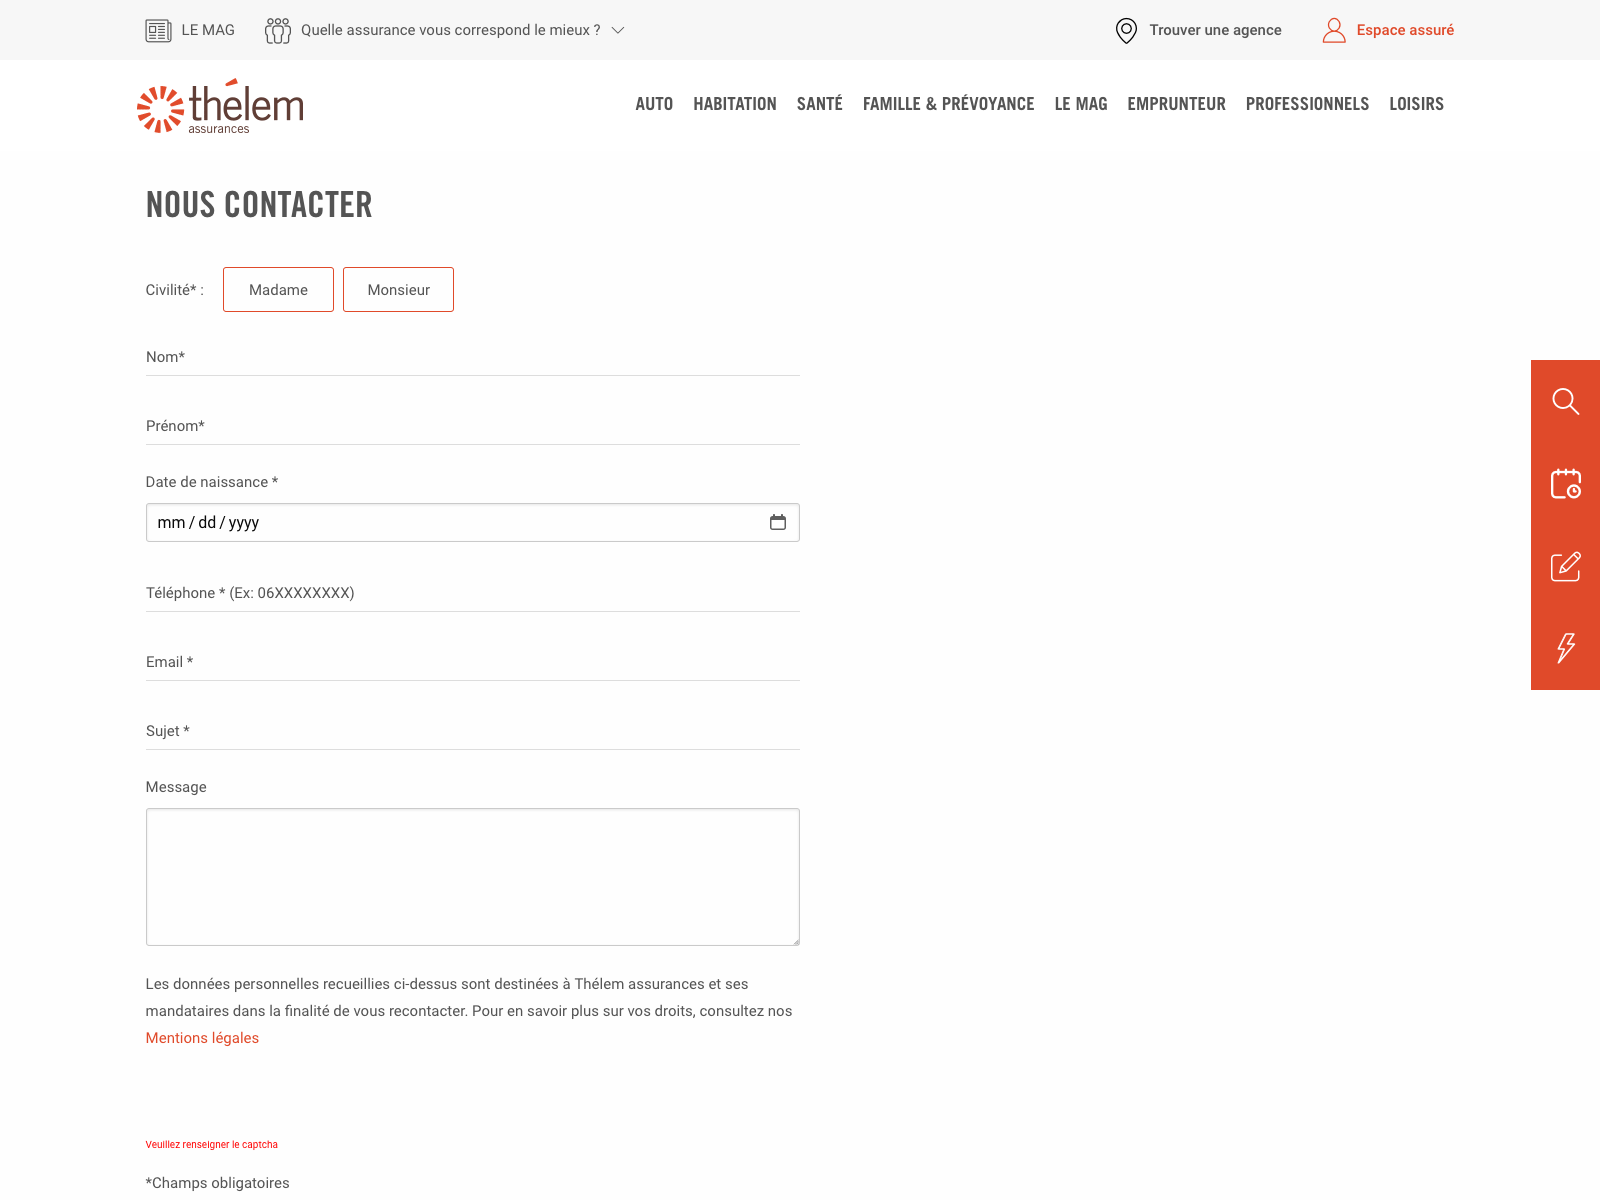 LE MAG
Quelle assurance vous correspond le mieux ?
Trouver une agence
Espace assuré
thélem
assurances
AUTO HABITATION SANTÉ FAMILLE & PRÉVOYANCE LE MAG EMPRUNTEUR PROFESSIONNELS LOISIRS
NOUS CONTACTER
Civilité* : Madame Monsieur
Nom*
Prénom*
Date de naissance *
mm / dd / yyyy
Téléphone * (Ex: 06XXXXXXXX)
Email *
Sujet *
Message
Les données personnelles recueillies ci-dessus sont destinées à Thélem assurances et ses
mandataires dans la finalité de vous recontacter. Pour en savoir plus sur vos droits, consultez nos
Mentions légales
Veuillez renseigner le captcha
*Champs obligatoires